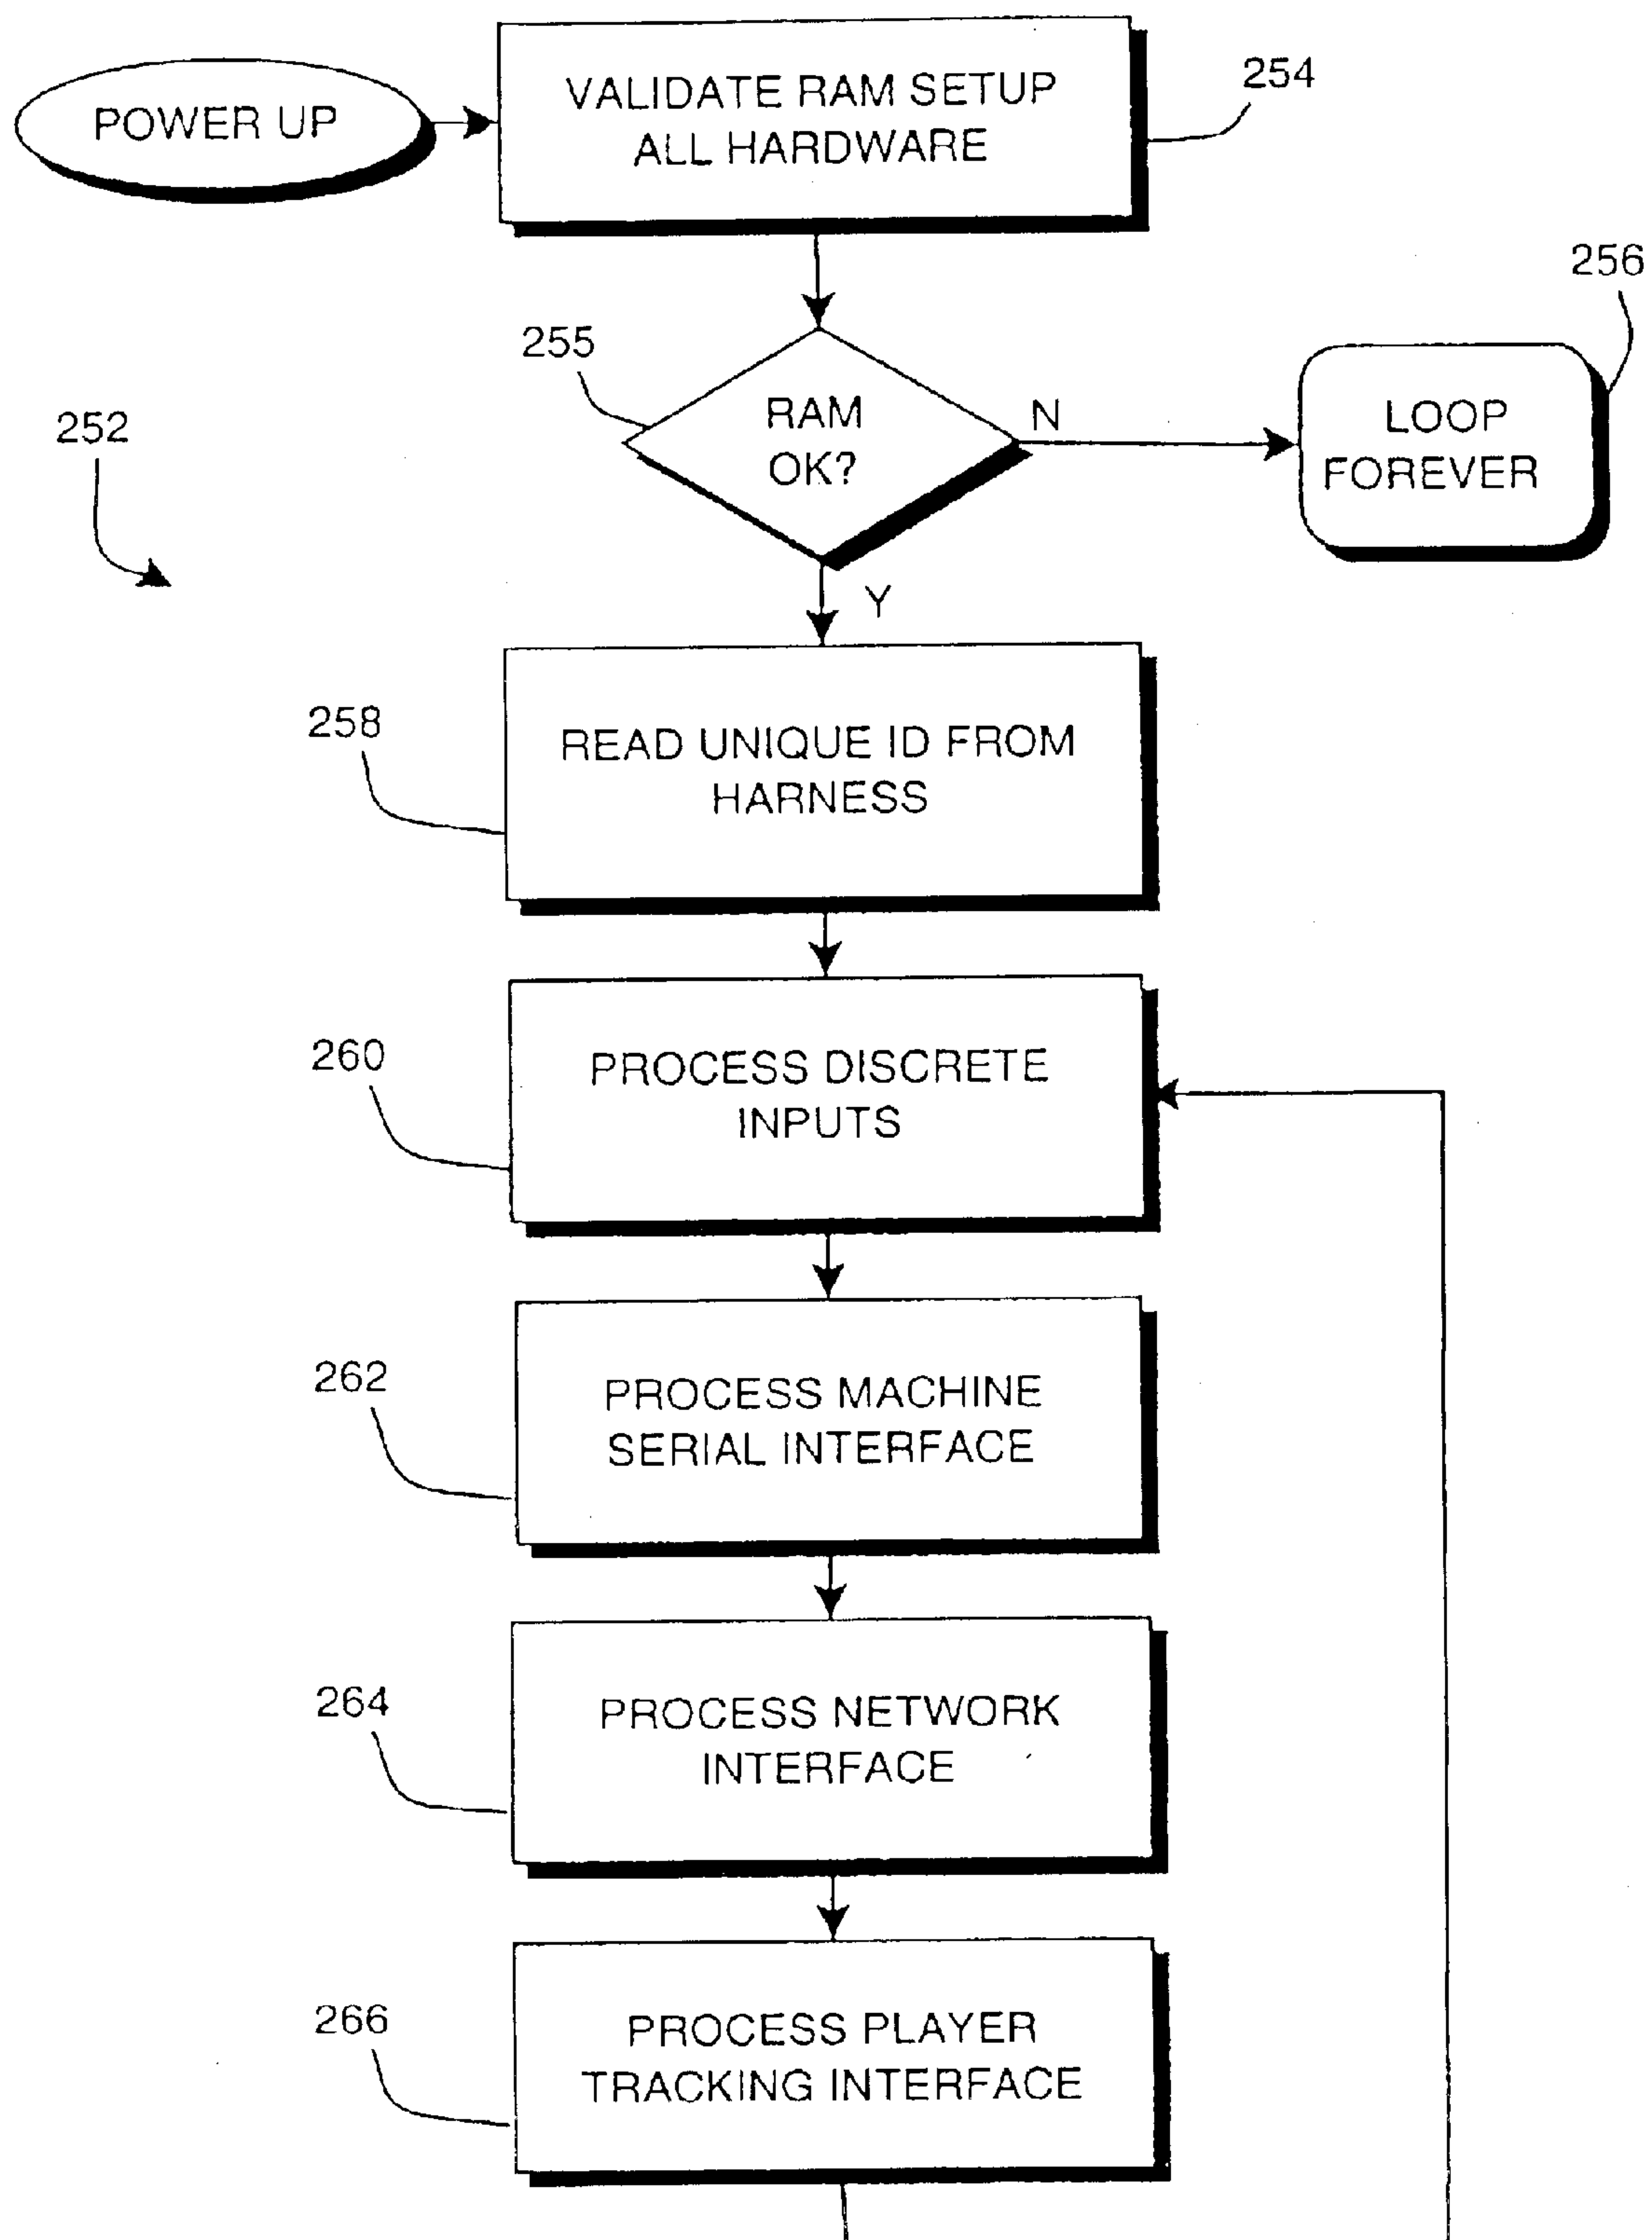 POWER UP
VALIDATE RAM SETUP
ALL HARDWARE
254
256
255
RAM
OK?
N
LOOP
FOREVER
252
Y
258
READ UNIQUE ID FROM
HARNESS
260
PROCESS DISCRETE
INPUTS
262
PROCESS MACHINE
SERIAL INTERFACE
264
PROCESS NETWORK
INTERFACE
266
PROCESS PLAYER
TRACKING INTERFACE